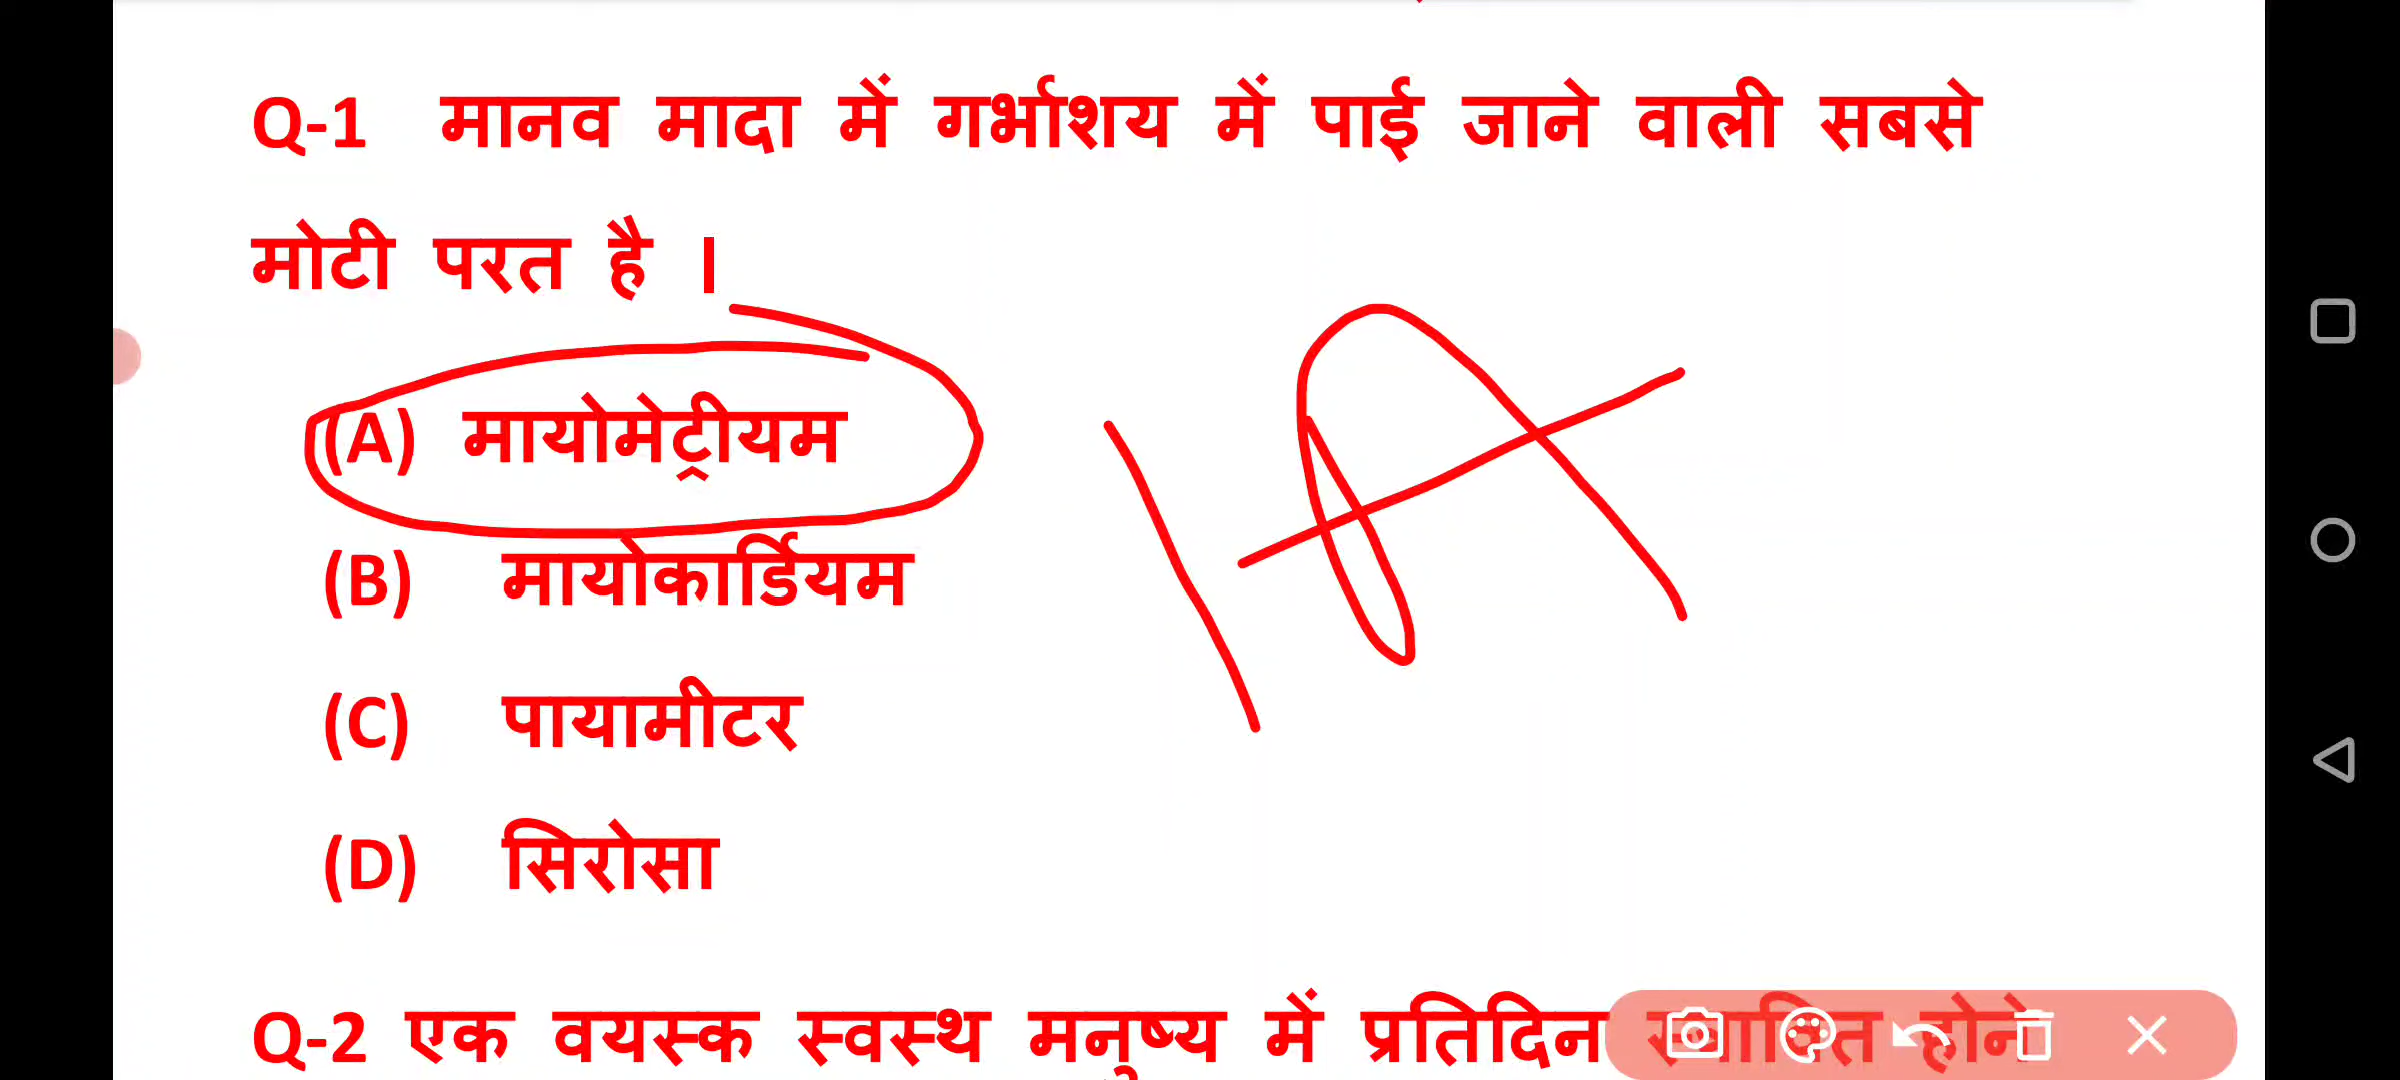 Q-1 मानव मादा में गर्भाशय में पाई जाने वाली सबसे
मोटी परत है ।
(A) मायोमेट्रीयम
1A
(B) मायोकार्डियम
(C) पायामीटर
(D) सिरोसा
Q-2 एक वयस्क स्वस्थ मनुष्य में प्रतिदिन स्त्रावित होने